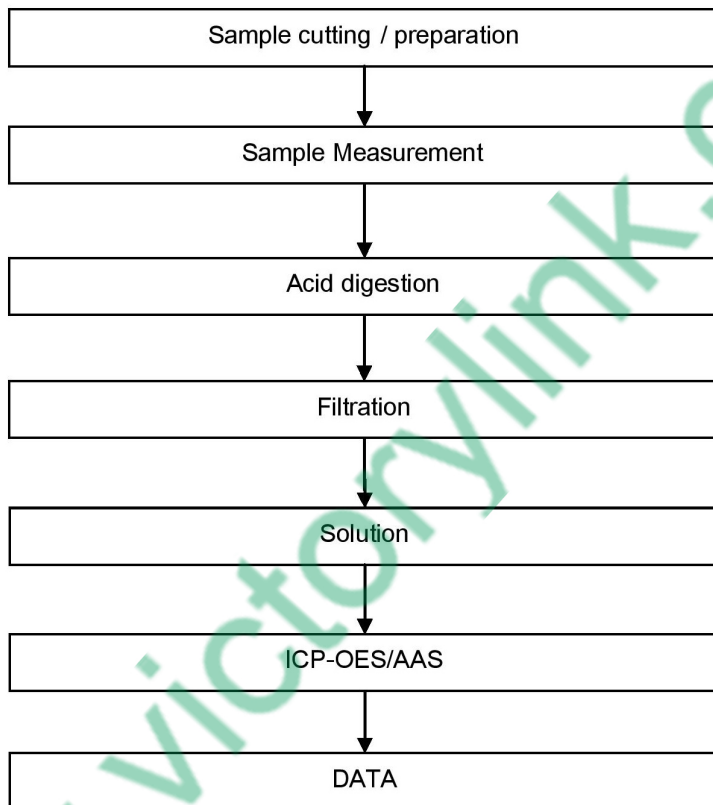 Sample cutting / preparation
Sample Measurement
Acid digestion
Filtration
Solution
ICP-OES/AAS
DATA
victorylink.